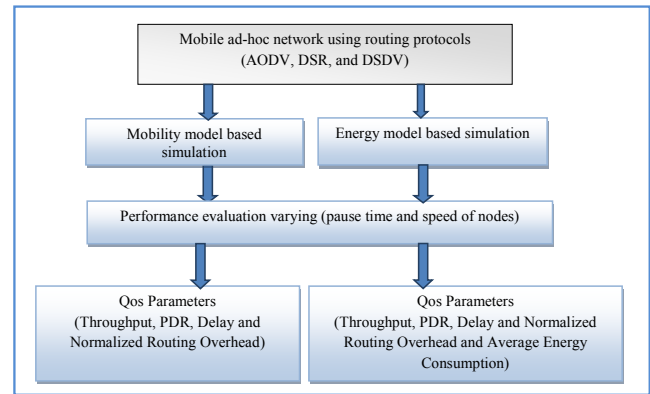 Mobile ad-hoc network using routing protocols
(AODV, DSR, and DSDV)
Mobility model based
simulation
Energy model based simulation
Performance evaluation varying (pause time and speed of nodes)
Qos Parameters
(Throughput, PDR, Delay and
Normalized Routing Overhead)
Qos Parameters
(Throughput, PDR, Delay and Normalized
Routing Overhead and Average Energy
Consumption)